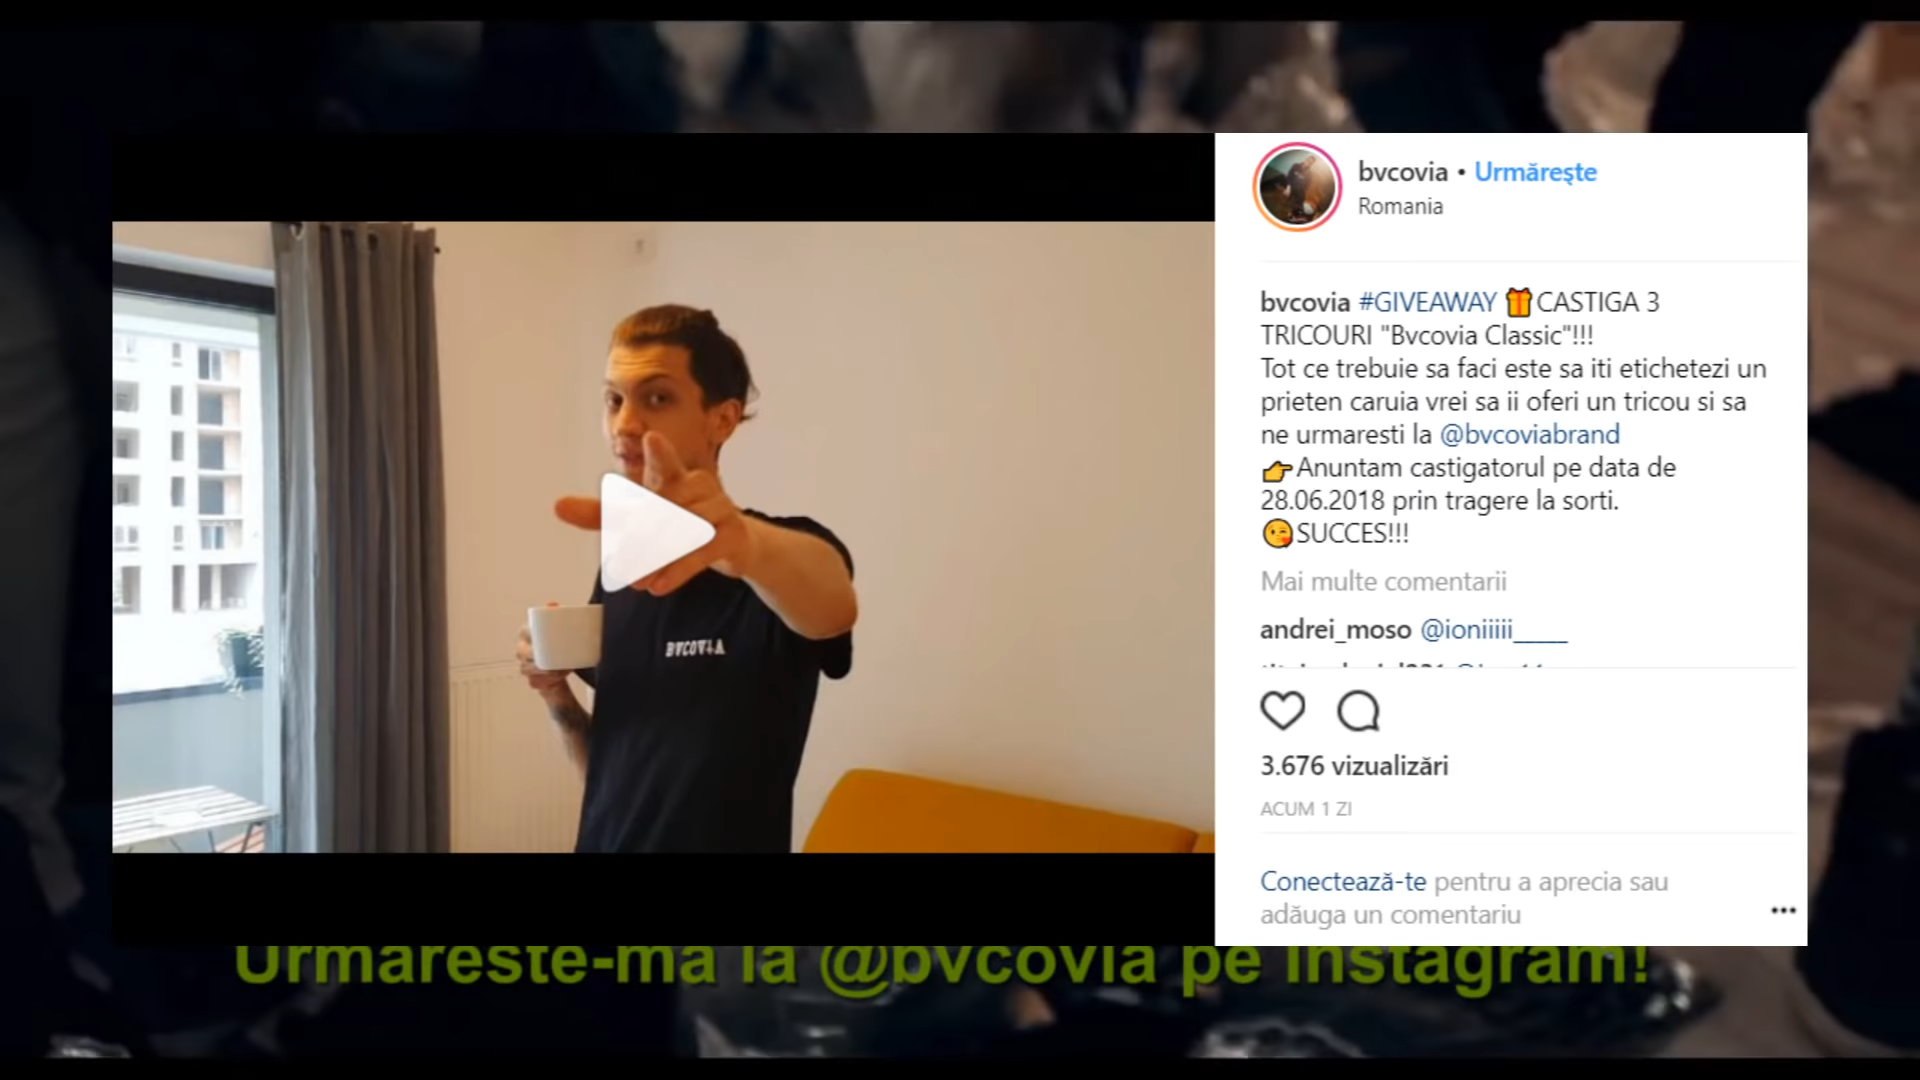 bvcovia • Urmărește
Romania
bvcovia #GIVEAWAY 🎁CASTIGA 3
TRICOURI "Bvcovia Classic"!!!
Tot ce trebuie sa faci este sa iti etichetezi un
prieten caruia vrei sa ii oferi un tricou si sa
ne urmaresti la @bvcoviabrand
👉Anuntam castigatorul pe data de
28.06.2018 prin tragere la sorti.
😘SUCCES!!!
Mai multe comentarii
andrei_moso @ioniiiii_____
BVCOVIA
3.676 vizualizări
ACUM 1 ZI
Conectează-te pentru a aprecia sau
adăuga un comentariu
Urmareste-ma la @bvcovia pe Instagram!